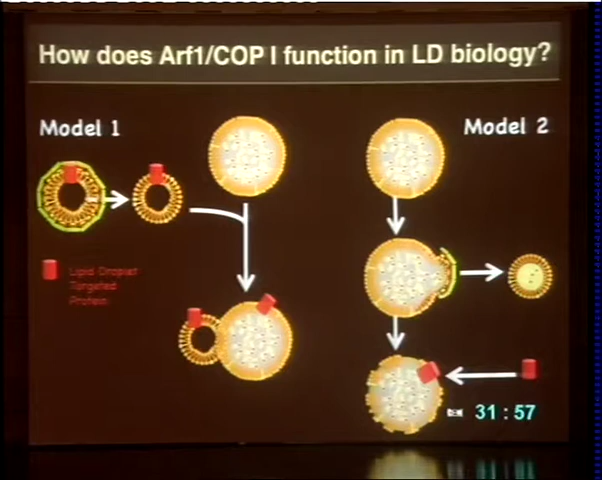 How does Arf1/COP I function in LD biology?
Model 1
Model 2
Lipid Droplet
Targeted
Protein
31 : 57